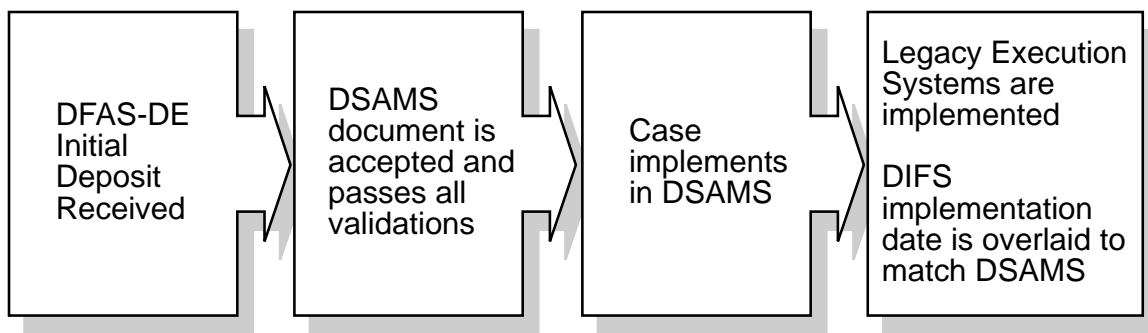 DFAS-DE
Initial
Deposit
Received
DSAMS
document is
accepted and
passes all
validations
Case
implements
in DSAMS
Legacy Execution
Systems are
implemented
DIFS
implementation
date is overlaid to
match DSAMS